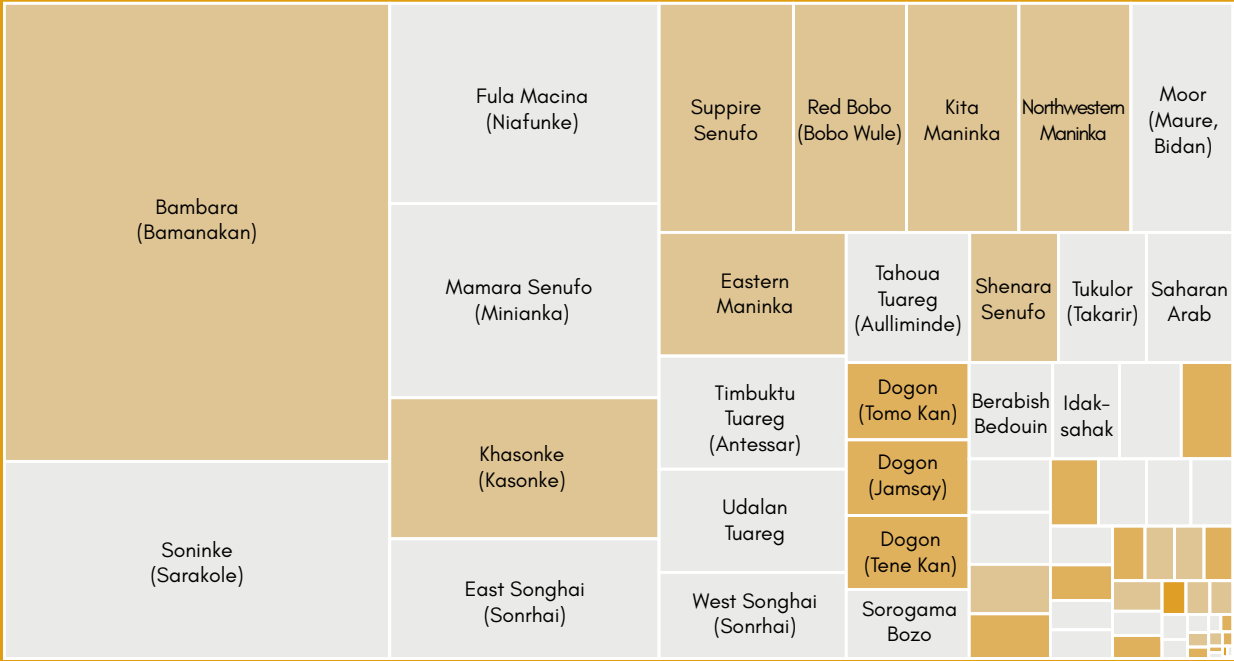 Bambara
(Bamanakan)
Soninke
(Sarakole)
Fula Macina
(Niafunke)
Mamara Senufo
(Minianka)
Khasonke
(Kasonke)
East Songhai
(Sonrhai)
Suppire
Senufo
Red Bobo
(Bobo Wule)
Kita
Maninka
Northwestern
Maninka
Moor
(Maure,
Bidan)
Eastern
Maninka
Timbuktu
Tuareg
(Antessar)
Udalan
Tuareg
West Songhai
(Sonrhai)
Tahoua
Tuareg
(Aulliminde)
Dogon
(Tomo Kan)
Dogon
(Jamsay)
Dogon
(Tene Kan)
Sorogama
Bozo
Shenara
Senufo
Tukulor
(Takarir)
Saharan
Arab
Berabish
Bedouin
Idak-
sahak